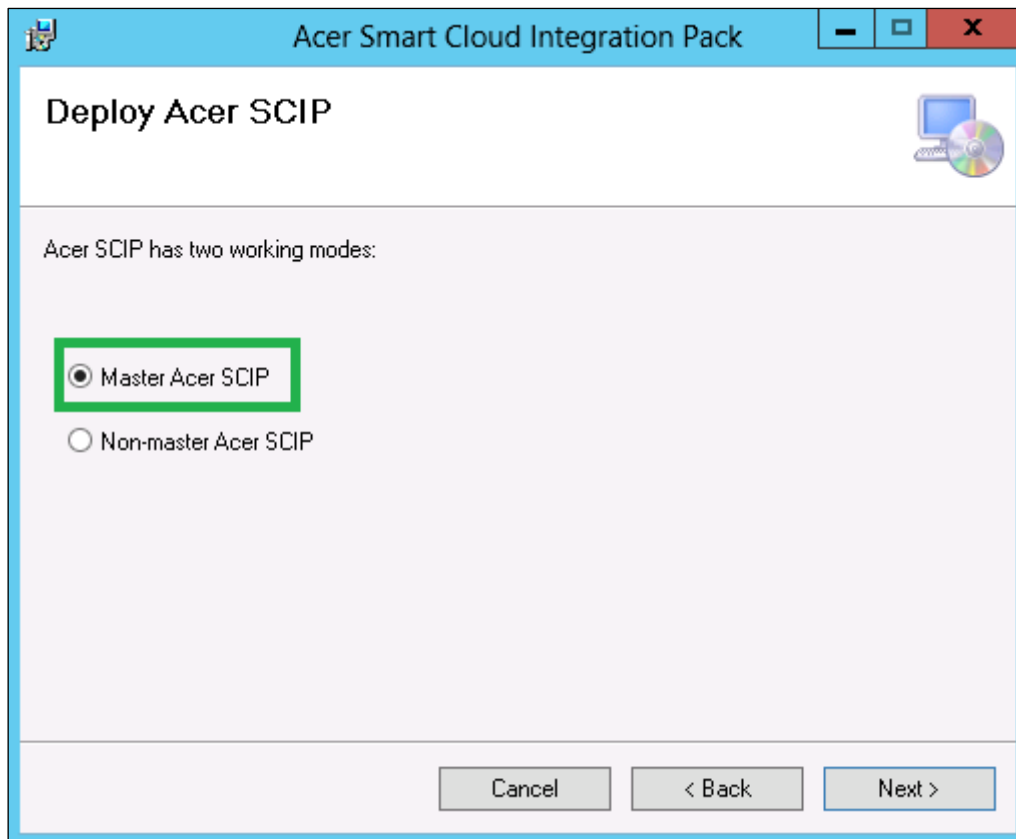 Acer Smart Cloud Integration Pack
Deploy Acer SCIP
Acer SCIP has two working modes:
Master Acer SCIP
Non-master Acer SCIP
Cancel
< Back
Next >